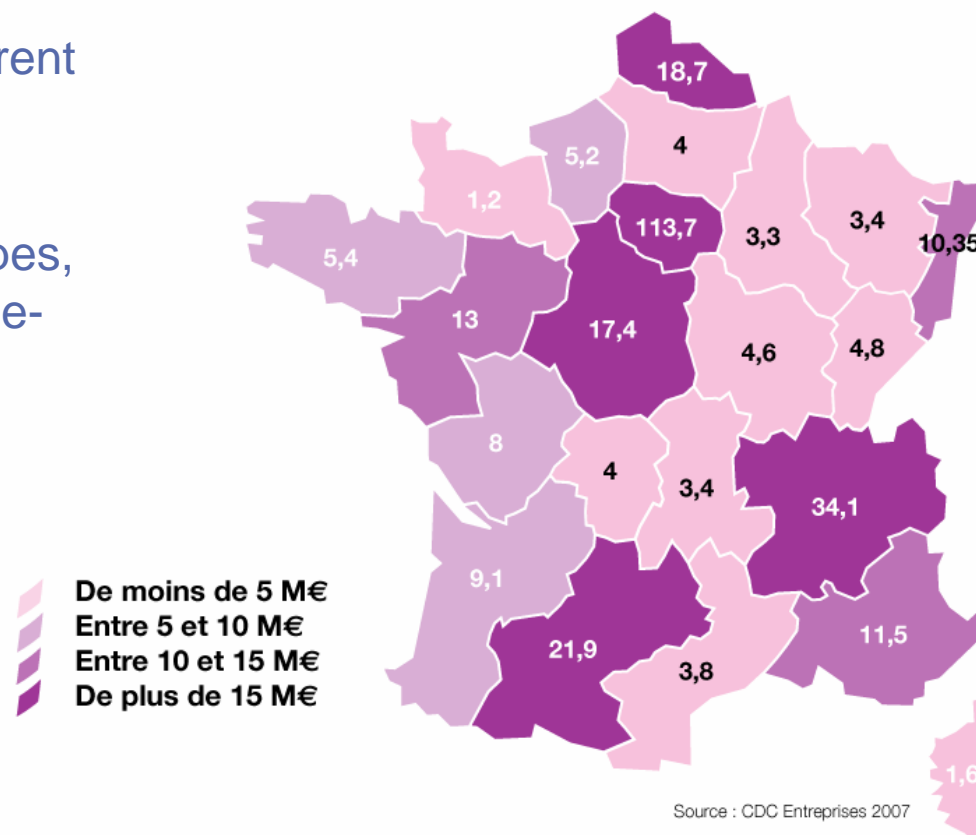 rent
oes,
e-
18,7
4
5,2
1,2
113,7
3,3
3,4
10,35
5,4
13
17,4
4,6
4,8
8
4
3,4
34,1
9,1
21,9
3,8
11,5
1,6
De moins de 5 M€
Entre 5 et 10 M€
Entre 10 et 15 M€
De plus de 15 M€
Source : CDC Entreprises 2007